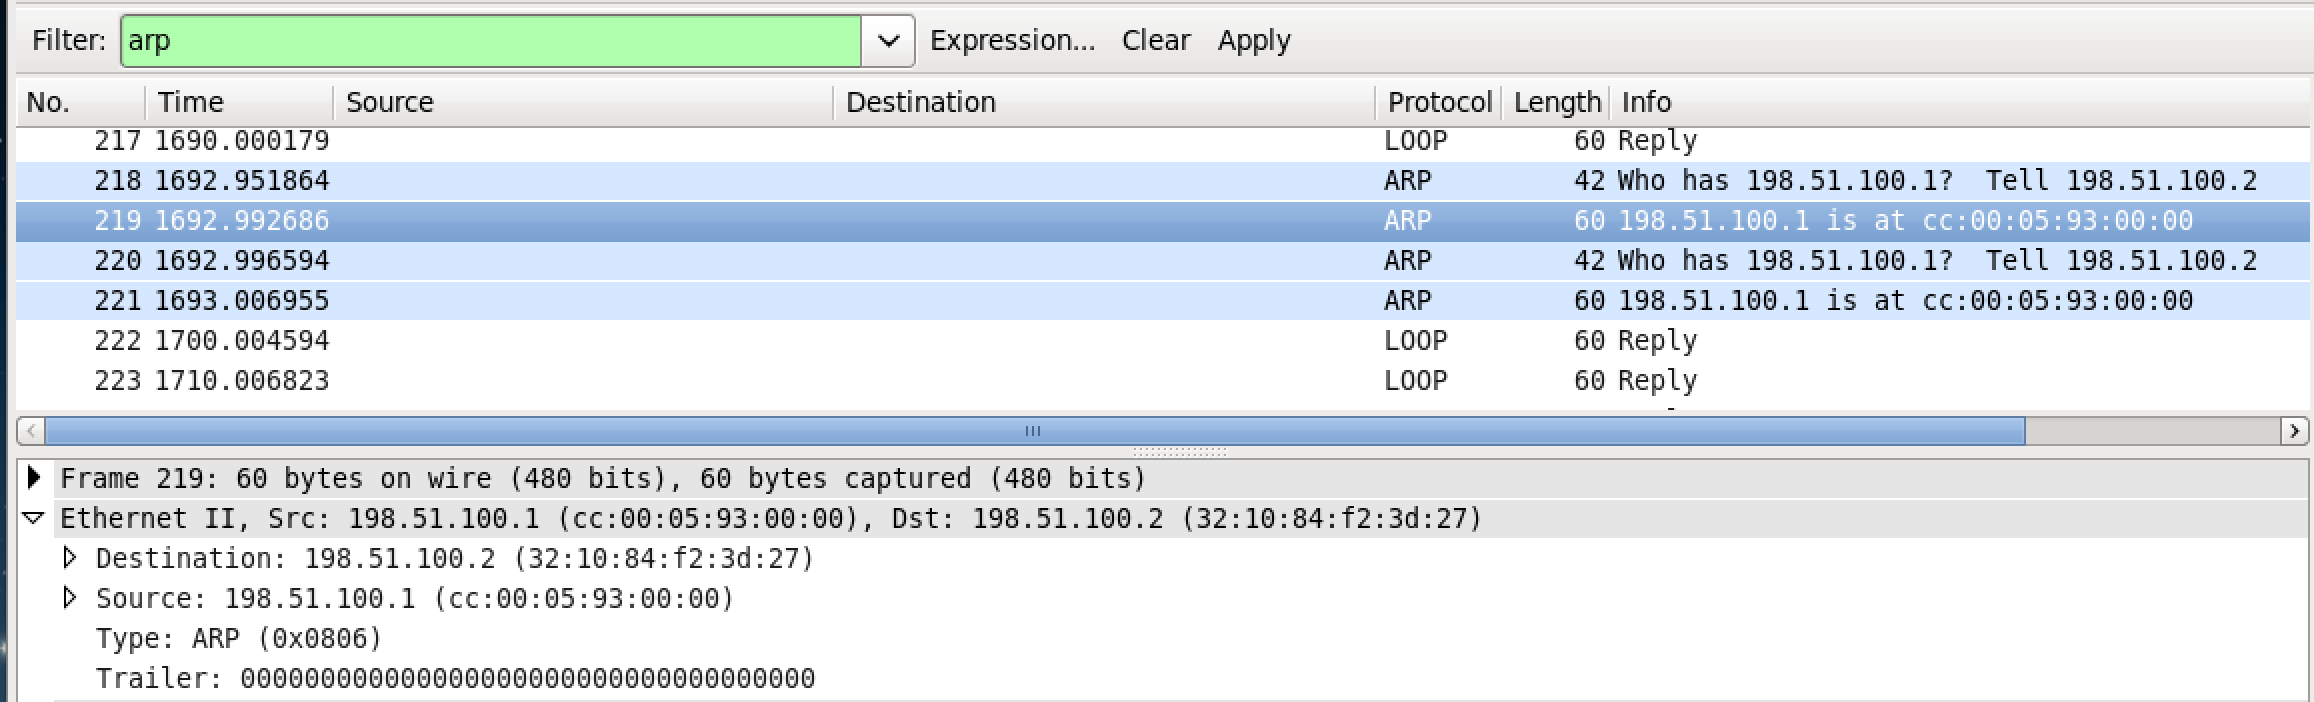 Filter: arp Expression... Clear Apply
No. Time Source Destination Protocol Length Info
217 1690.000179 LOOP 60 Reply
218 1692.951864 ARP 42 Who has 198.51.100.1?  Tell 198.51.100.2
219 1692.992686 ARP 60 198.51.100.1 is at cc:00:05:93:00:00
220 1692.996594 ARP 42 Who has 198.51.100.1?  Tell 198.51.100.2
221 1693.006955 ARP 60 198.51.100.1 is at cc:00:05:93:00:00
222 1700.004594 LOOP 60 Reply
223 1710.006823 LOOP 60 Reply
Frame 219: 60 bytes on wire (480 bits), 60 bytes captured (480 bits)
Ethernet II, Src: 198.51.100.1 (cc:00:05:93:00:00), Dst: 198.51.100.2 (32:10:84:f2:3d:27)
Destination: 198.51.100.2 (32:10:84:f2:3d:27)
Source: 198.51.100.1 (cc:00:05:93:00:00)
Type: ARP (0x0806)
Trailer: 000000000000000000000000000000000000